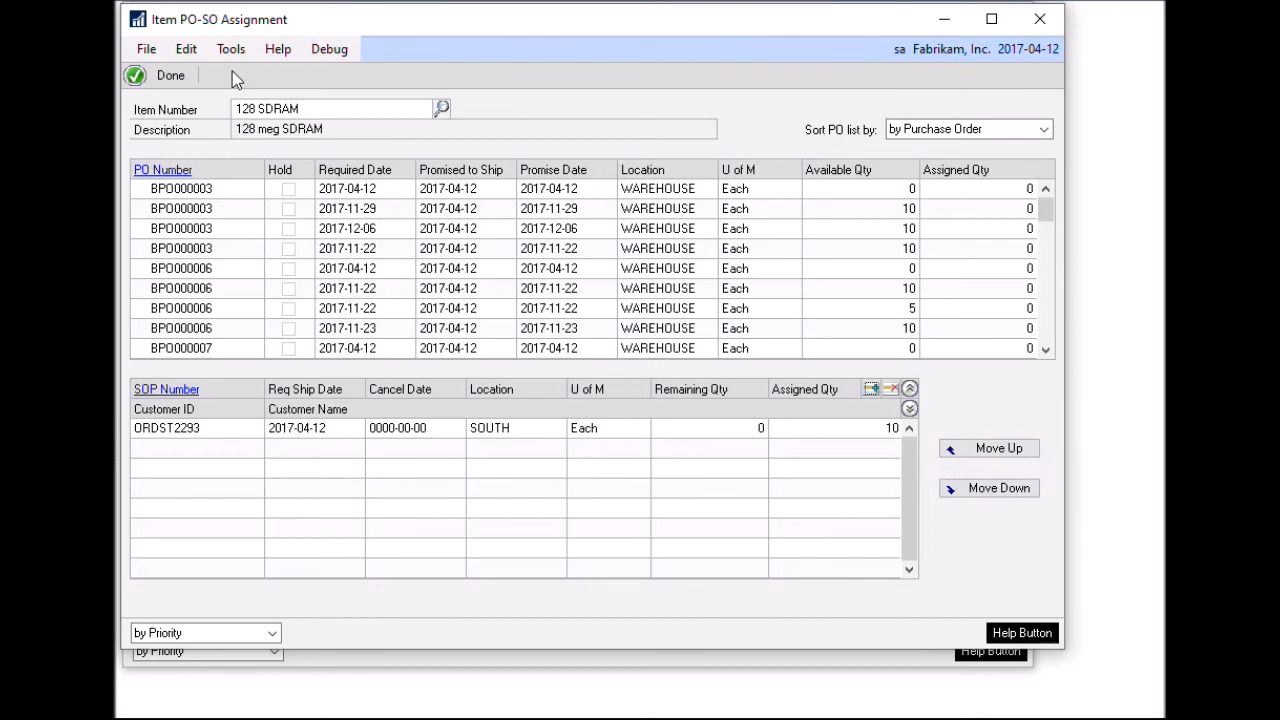 Item PO-SO Assignment
File Edit Tools Help Debug sa Fabrikam, Inc. 2017-04-12
Done
Item Number 128 SDRAM
Description 128 meg SDRAM Sort PO list by: by Purchase Order
PO Number Hold Required Date Promised to Ship Promise Date Location U of M Available Qty Assigned Qty
BPO000003 2017-04-12 2017-04-12 2017-04-12 WAREHOUSE Each 0 0
BPO000003 2017-11-29 2017-04-12 2017-11-29 WAREHOUSE Each 10 0
BPO000003 2017-12-06 2017-04-12 2017-12-06 WAREHOUSE Each 10 0
BPO000003 2017-11-22 2017-04-12 2017-11-22 WAREHOUSE Each 10 0
BPO000006 2017-04-12 2017-04-12 2017-04-12 WAREHOUSE Each 0 0
BPO000006 2017-11-22 2017-04-12 2017-11-22 WAREHOUSE Each 10 0
BPO000006 2017-11-22 2017-04-12 2017-11-22 WAREHOUSE Each 5 0
BPO000006 2017-11-23 2017-04-12 2017-11-23 WAREHOUSE Each 10 0
BPO000007 2017-04-12 2017-04-12 2017-04-12 WAREHOUSE Each 0 0
SOP Number Req Ship Date Cancel Date Location U of M Remaining Qty Assigned Qty
Customer ID Customer Name
ORDST2293 2017-04-12 0000-00-00 SOUTH Each 0 10
Move Up
Move Down
by Priority Help Button
by Priority Help Button